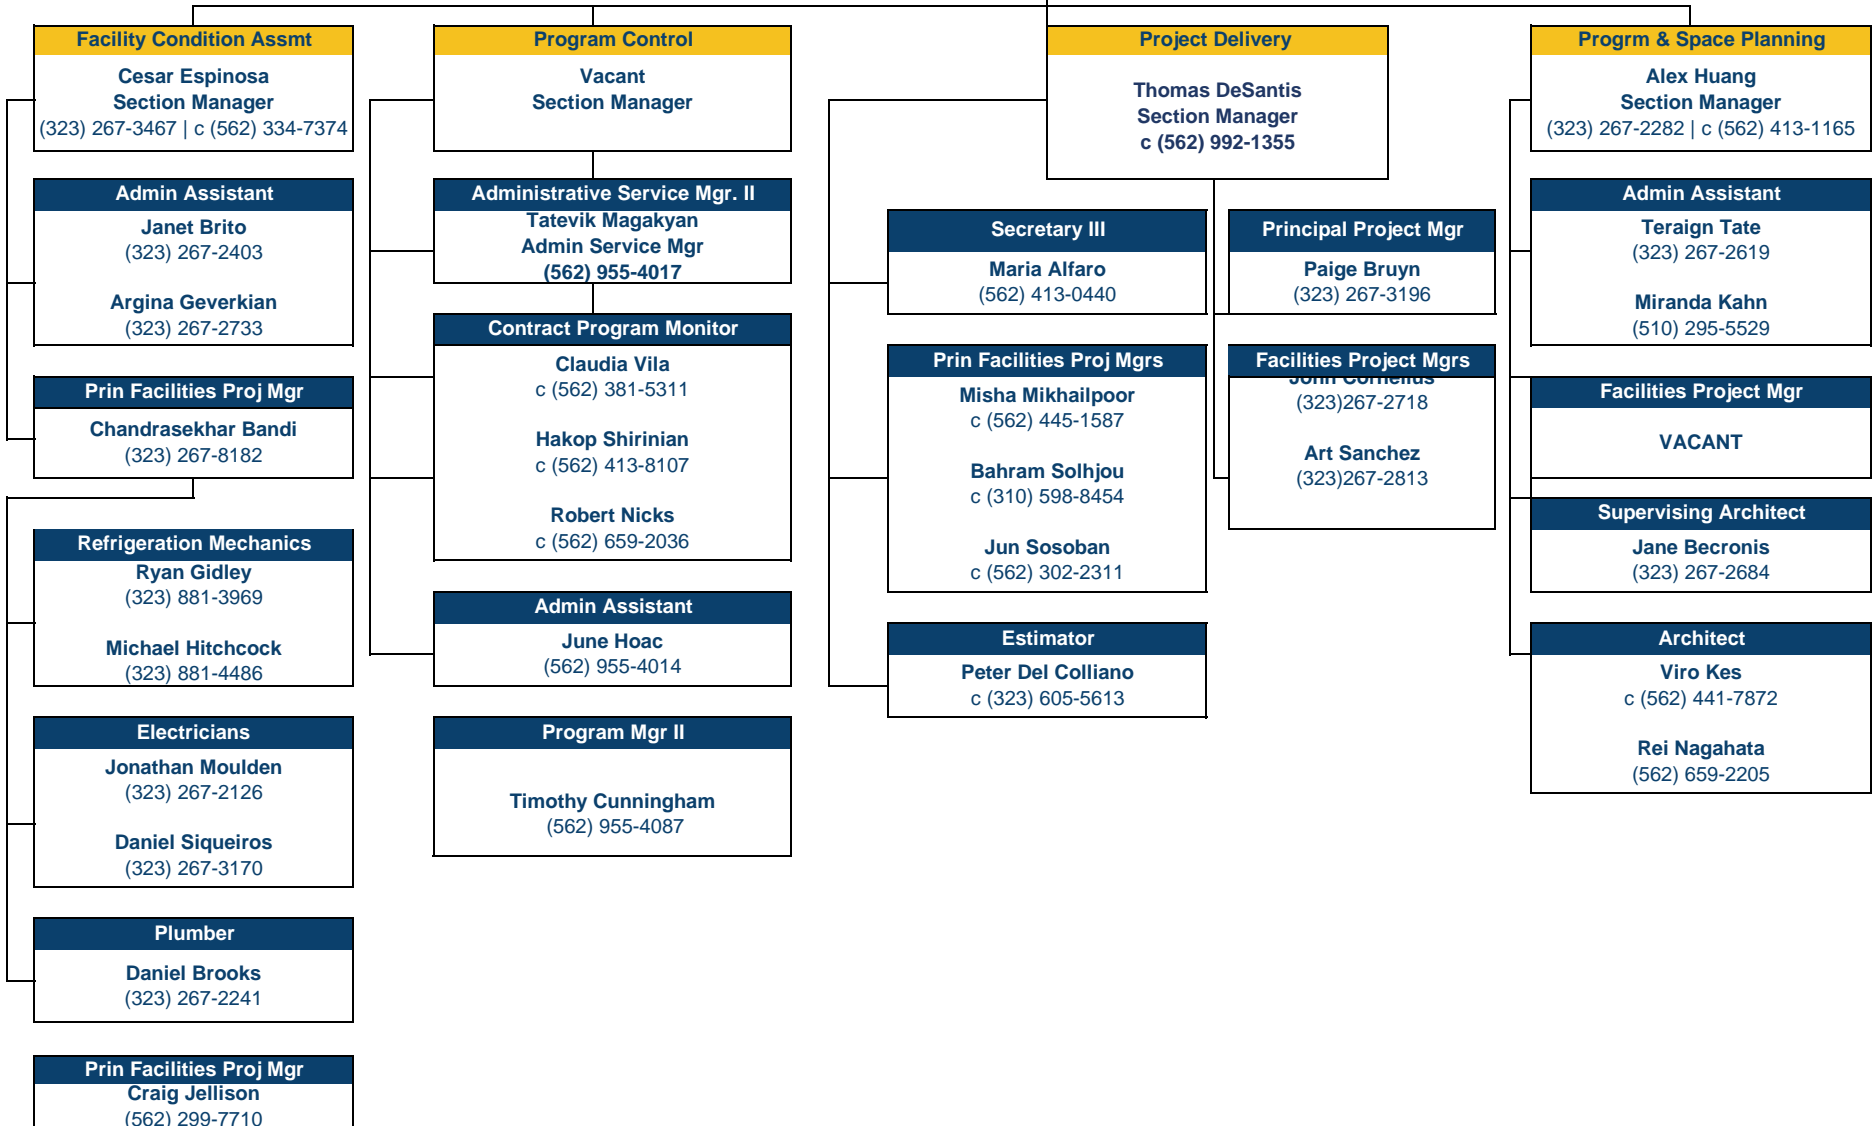 Facility Condition Assmt
Cesar Espinosa
Section Manager
(323) 267-3467 | c (562) 334-7374
Admin Assistant
Janet Brito
(323) 267-2403
Argina Geverkian
(323) 267-2733
Prin Facilities Proj Mgr
Chandrasekhar Bandi
(323) 267-8182
Refrigeration Mechanics
Ryan Gidley
(323) 881-3969
Michael Hitchcock
(323) 881-4486
Electricians
Jonathan Moulden
(323) 267-2126
Daniel Siqueiros
(323) 267-3170
Plumber
Daniel Brooks
(323) 267-2241
Prin Facilities Proj Mgr
Craig Jellison
(562) 299-7710
Program Control
Vacant
Section Manager
Administrative Service Mgr. II
Tatevik Magakyan
Admin Service Mgr
(562) 955-4017
Contract Program Monitor
Claudia Vila
c (562) 381-5311
Hakop Shirinian
c (562) 413-8107
Robert Nicks
c (562) 659-2036
Admin Assistant
June Hoac
(562) 955-4014
Program Mgr II
Timothy Cunningham
(562) 955-4087
Project Delivery
Thomas DeSantis
Section Manager
c (562) 992-1355
Secretary III
Maria Alfaro
(562) 413-0440
Prin Facilities Proj Mgrs
Misha Mikhailpoor
c (562) 445-1587
Bahram Solhjou
c (310) 598-8454
Jun Sosoban
c (562) 302-2311
Estimator
Peter Del Colliano
c (323) 605-5613
Principal Project Mgr
Paige Bruyn
(323) 267-3196
Facilities Project Mgrs
John Cornelius
(323)267-2718
Art Sanchez
(323)267-2813
Progrm & Space Planning
Alex Huang
Section Manager
(323) 267-2282 | c (562) 413-1165
Admin Assistant
Teraign Tate
(323) 267-2619
Miranda Kahn
(510) 295-5529
Facilities Project Mgr
VACANT
Supervising Architect
Jane Becronis
(323) 267-2684
Architect
Viro Kes
c (562) 441-7872
Rei Nagahata
(562) 659-2205